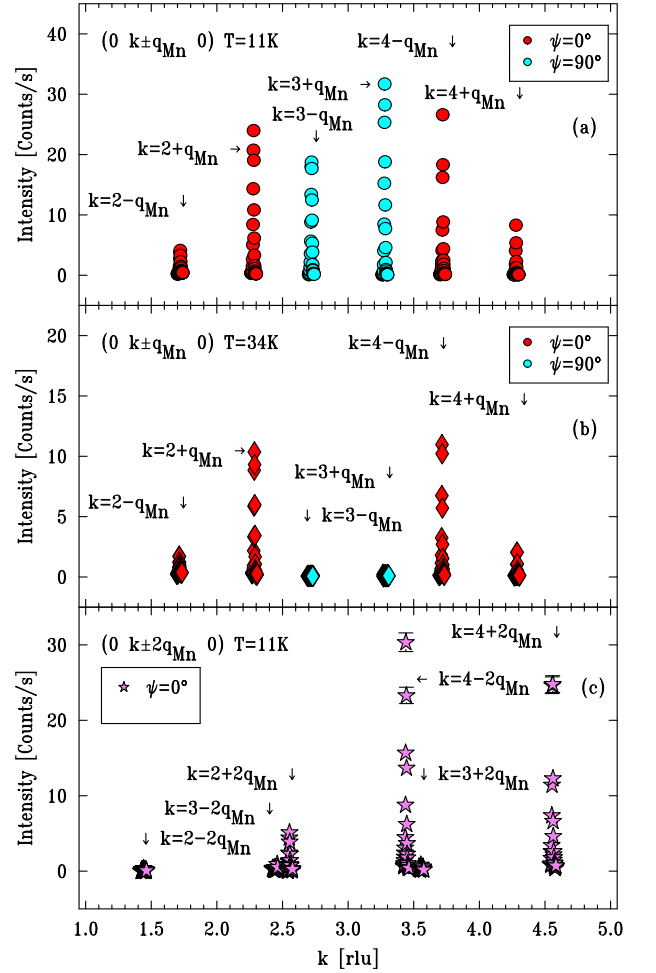 (0 k±qMn 0) T=11K
k=4−qMn ↓
ψ=0°
ψ=90°
k=3+qMn →
k=4+qMn ↓
k=3−qMn ↓
(a)
k=2+qMn →
k=2−qMn ↓
Intensity [Counts/s]
40
30
20
10
0
(0 k±qMn 0) T=34K
k=4−qMn ↓
ψ=0°
ψ=90°
k=4+qMn ↓
(b)
k=2+qMn →
k=3+qMn ↓
k=2−qMn ↓
↓ k=3−qMn
Intensity [Counts/s]
20
15
10
5
0
(0 k±2qMn 0) T=11K
k=4+2qMn ↓
ψ=0°
← k=4−2qMn
(c)
k=2+2qMn ↓
↓ k=3+2qMn
k=3−2qMn ↓
↓ k=2−2qMn
Intensity [Counts/s]
30
20
10
0
1.0 1.5 2.0 2.5 3.0 3.5 4.0 4.5 5.0
k [rlu]